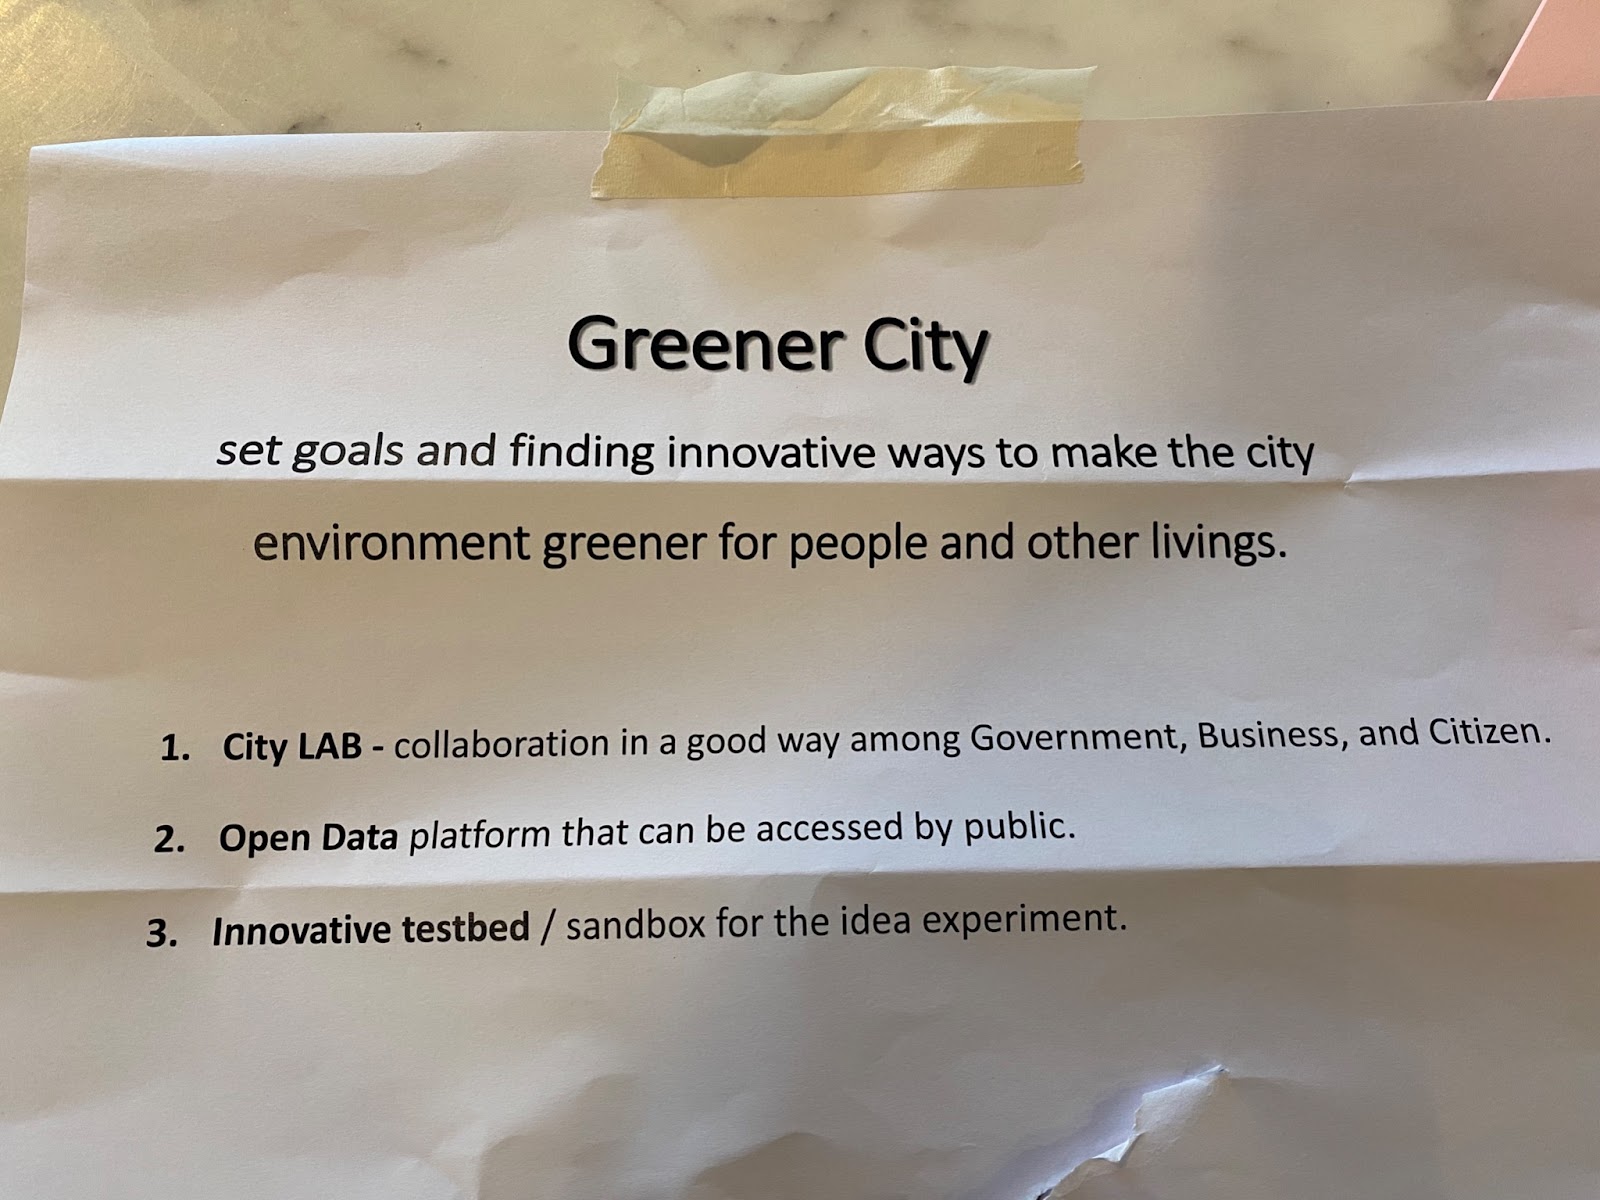 Greener City
set goals and finding innovative ways to make the city
environment greener for people and other livings.
1. City LAB - collaboration in a good way among Government, Business, and Citizen.
2. Open Data platform that can be accessed by public.
3. Innovative testbed / sandbox for the idea experiment.